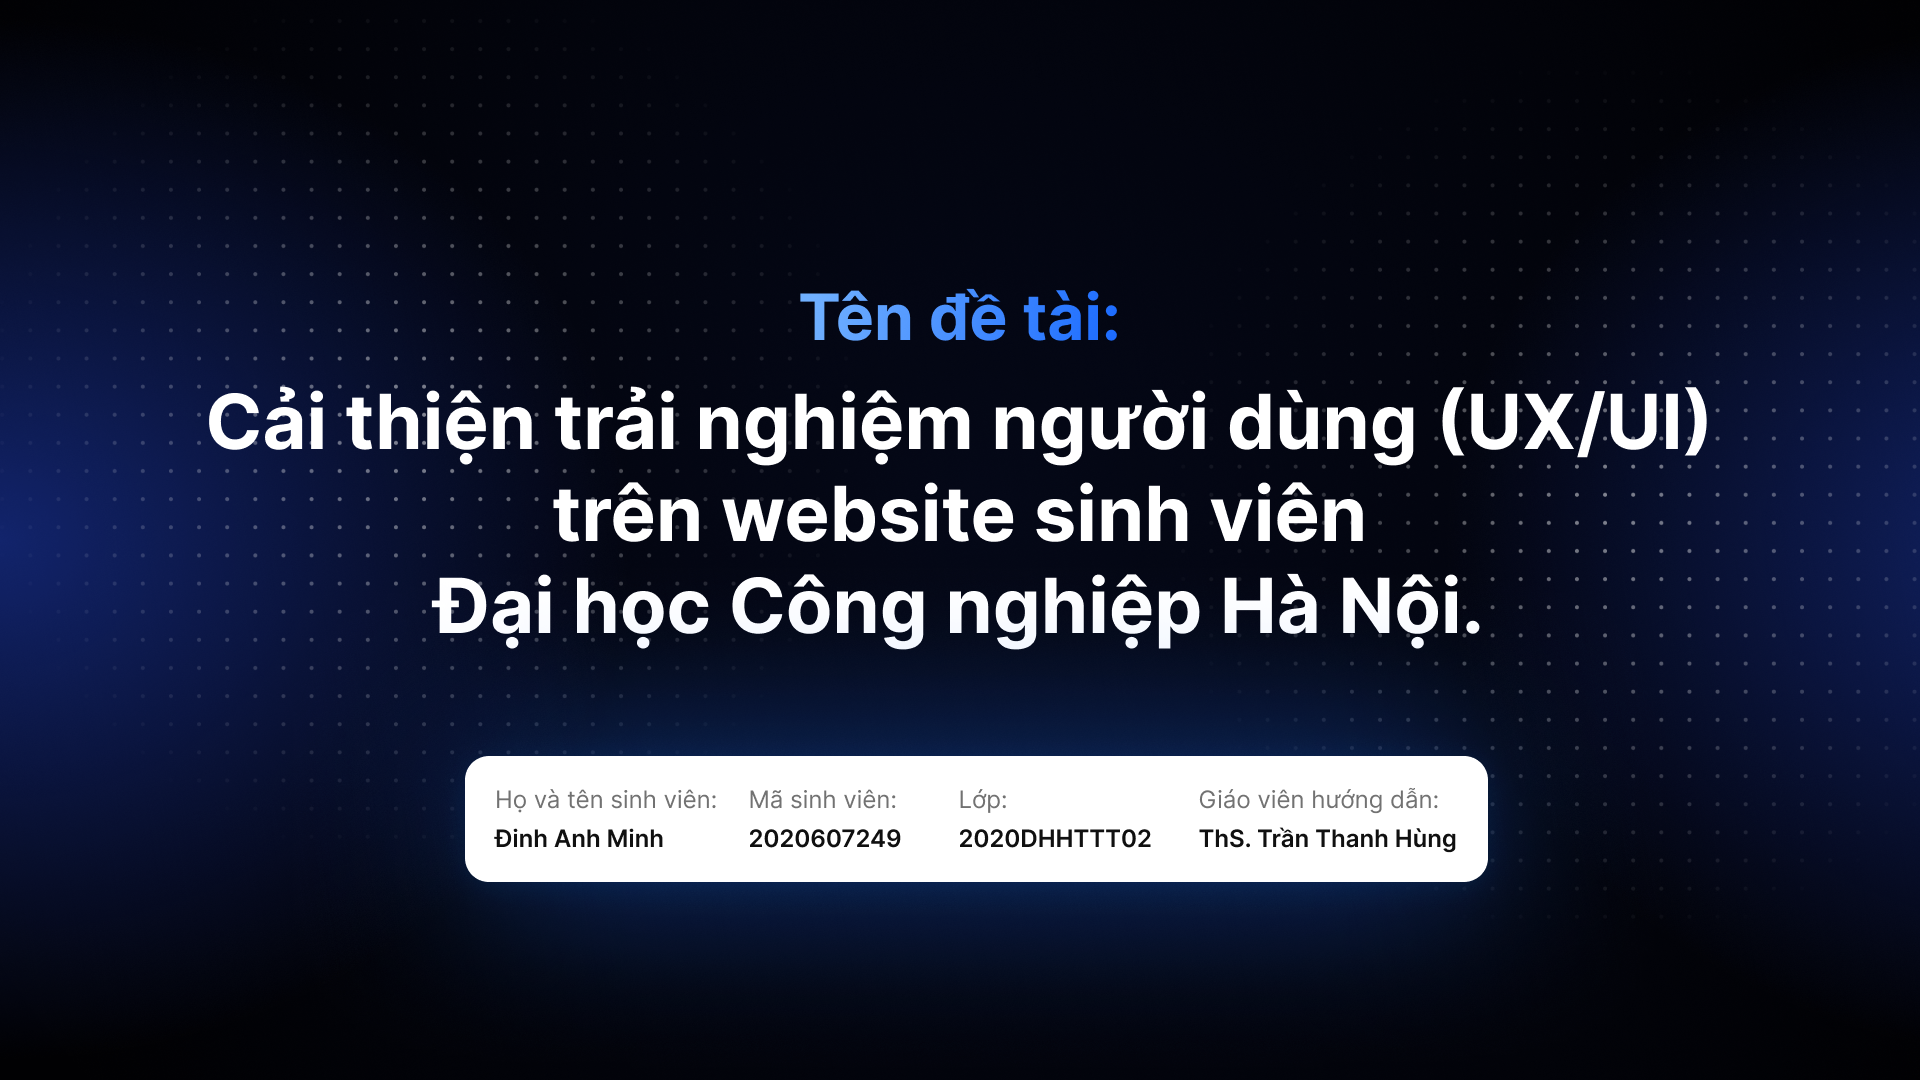 Tên đề tài:
Cải thiện trải nghiệm người dùng (UX/UI)
trên website sinh viên
Đại học Công nghiệp Hà Nội.
Họ và tên sinh viên: Mã sinh viên: Lớp: Giáo viên hướng dẫn:
Đinh Anh Minh 2020607249 2020DHHTTT02 ThS. Trần Thanh Hùng